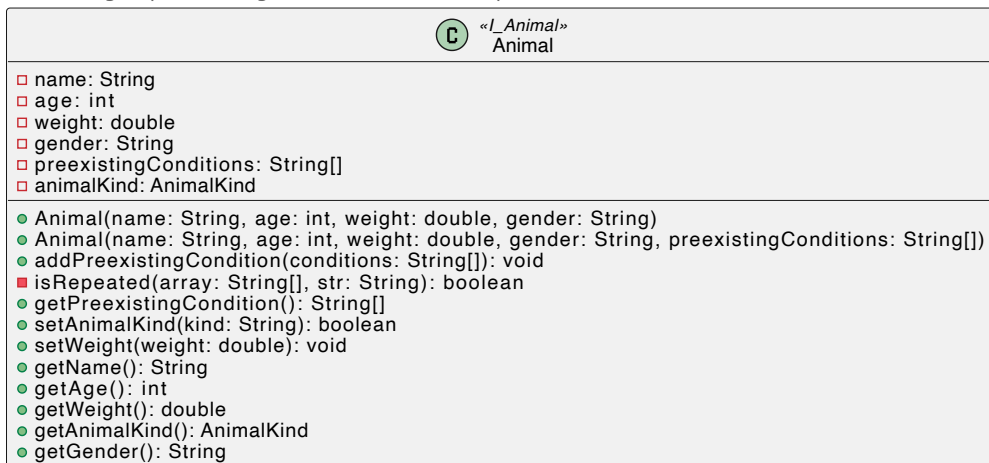 C «I_Animal»
Animal
name: String
age: int
weight: double
gender: String
preexistingConditions: String[]
animalKind: AnimalKind
Animal(name: String, age: int, weight: double, gender: String)
Animal(name: String, age: int, weight: double, gender: String, preexistingConditions: String[])
addPreexistingCondition(conditions: String[]): void
isRepeated(array: String[], str: String): boolean
getPreexistingCondition(): String[]
setAnimalKind(kind: String): boolean
setWeight(weight: double): void
getName(): String
getAge(): int
getWeight(): double
getAnimalKind(): AnimalKind
getGender(): String